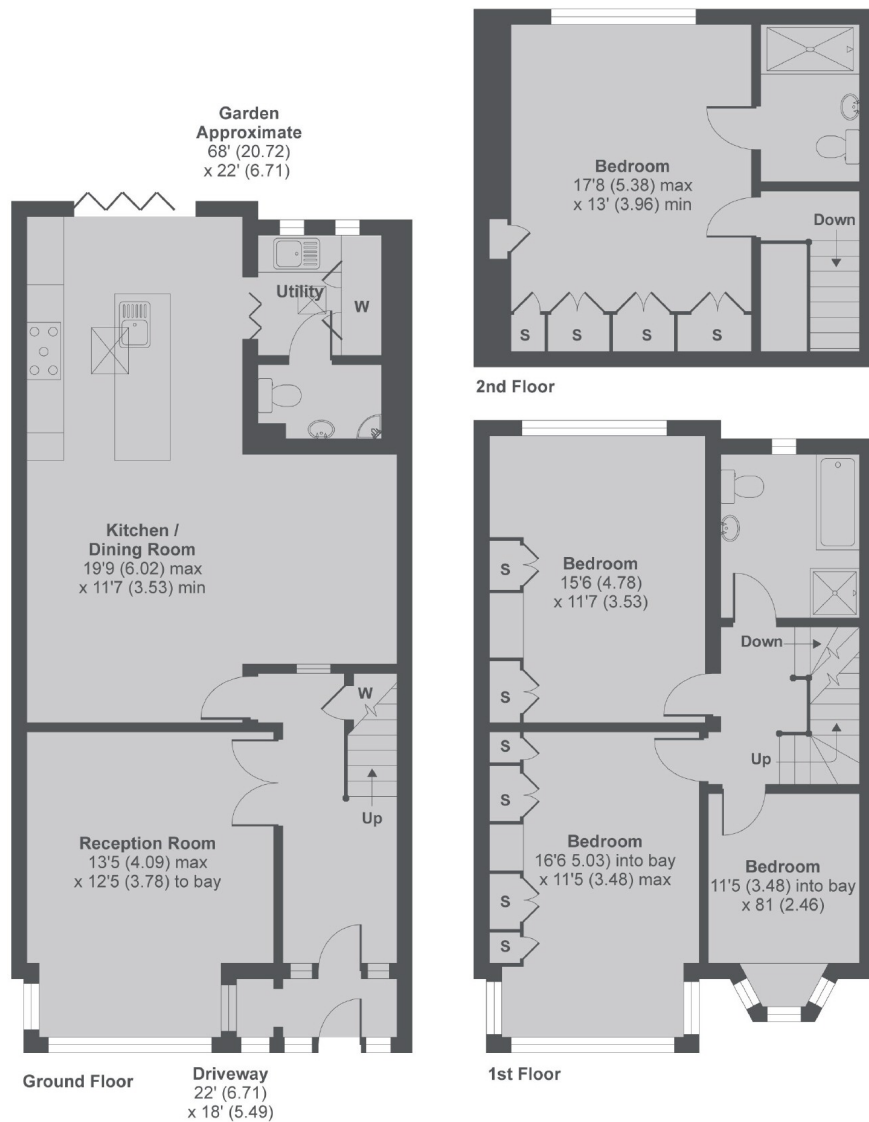 Garden
Approximate
68' (20.72)
x 22' (6.71)
Utility
W
Kitchen /
Dining Room
19'9 (6.02) max
x 11'7 (3.53) min
W
Up
Reception Room
13'5 (4.09) max
x 12'5 (3.78) to bay
Ground Floor
Driveway
22' (6.71)
x 18' (5.49)
Bedroom
17'8 (5.38) max
x 13' (3.96) min
Down
S
S
S
S
2nd Floor
Bedroom
15'6 (4.78)
x 11'7 (3.53)
S
S
Down
Up
S
S
S
S
Bedroom
16'6 5.03) into bay
x 11'5 (3.48) max
Bedroom
11'5 (3.48) into bay
x 81 (2.46)
1st Floor